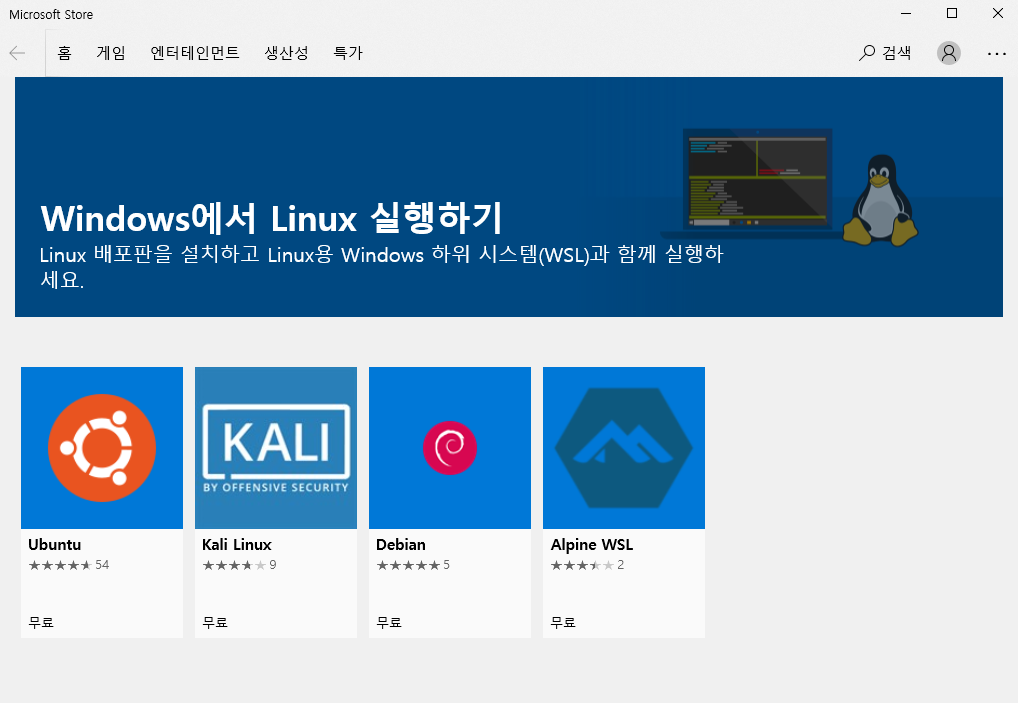 Microsoft Store
홈 게임 엔터테인먼트 생산성 특가 검색
Windows에서 Linux 실행하기
Linux 배포판을 설치하고 Linux용 Windows 하위 시스템(WSL)과 함께 실행하
세요.
KALI
BY OFFENSIVE SECURITY
Ubuntu Kali Linux Debian Alpine WSL
54 9 5 2
무료 무료 무료 무료